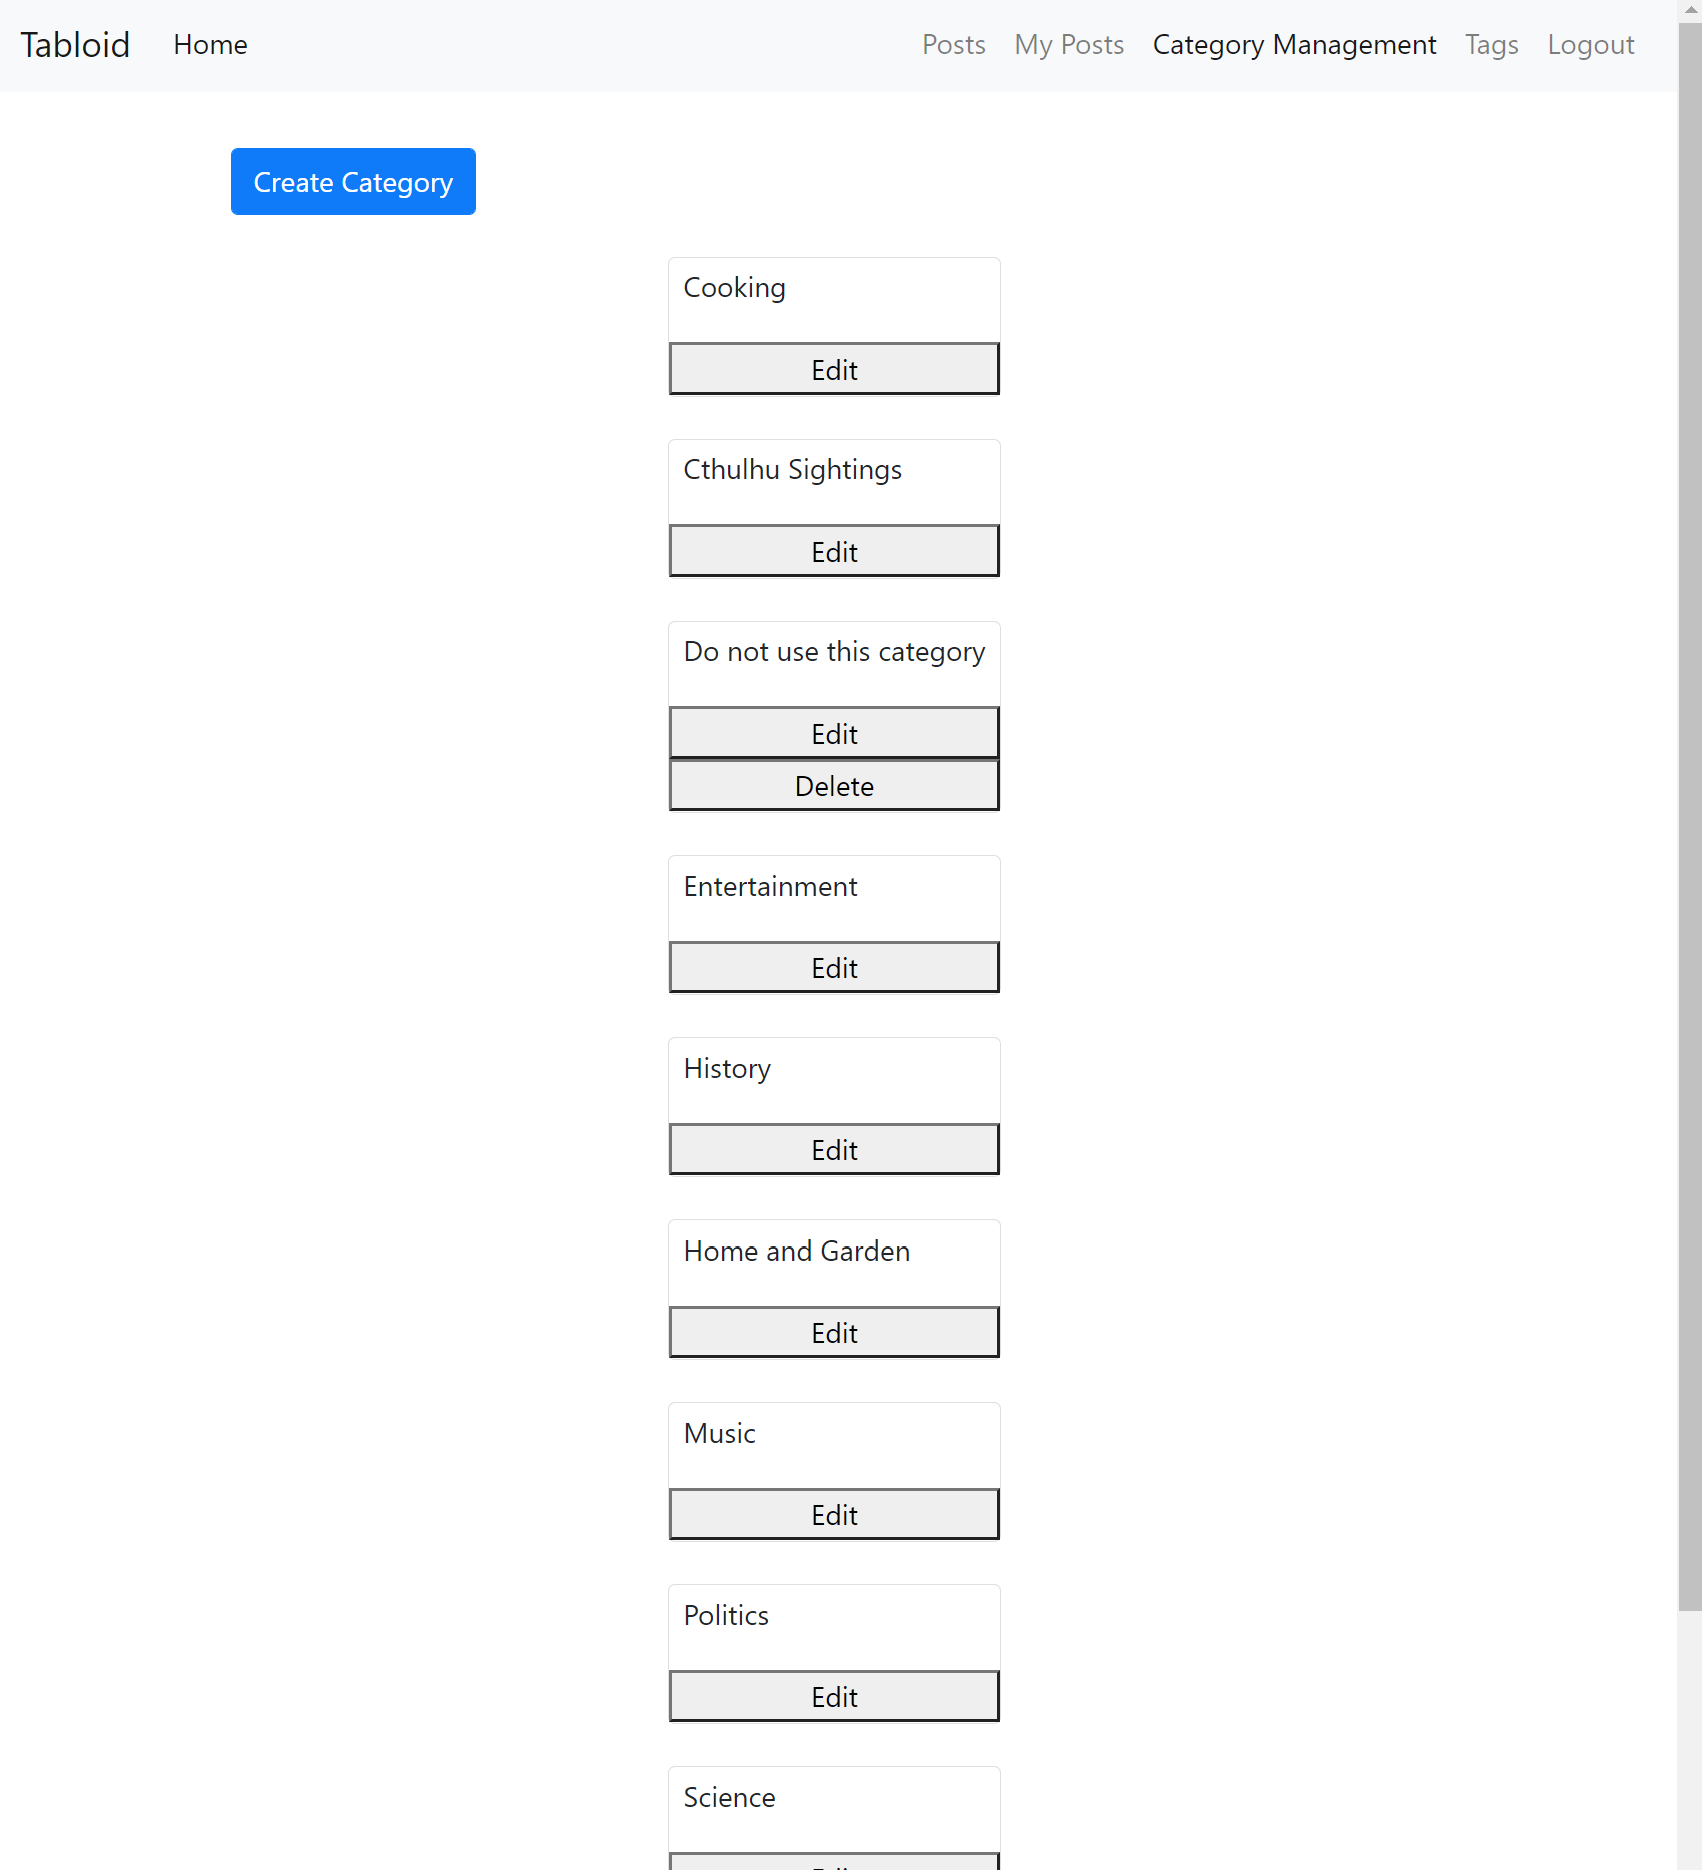 Tabloid Home Posts My Posts Category Management Tags Logout
Create Category
Cooking
Edit
Cthulhu Sightings
Edit
Do not use this category
Edit
Delete
Entertainment
Edit
History
Edit
Home and Garden
Edit
Music
Edit
Politics
Edit
Science